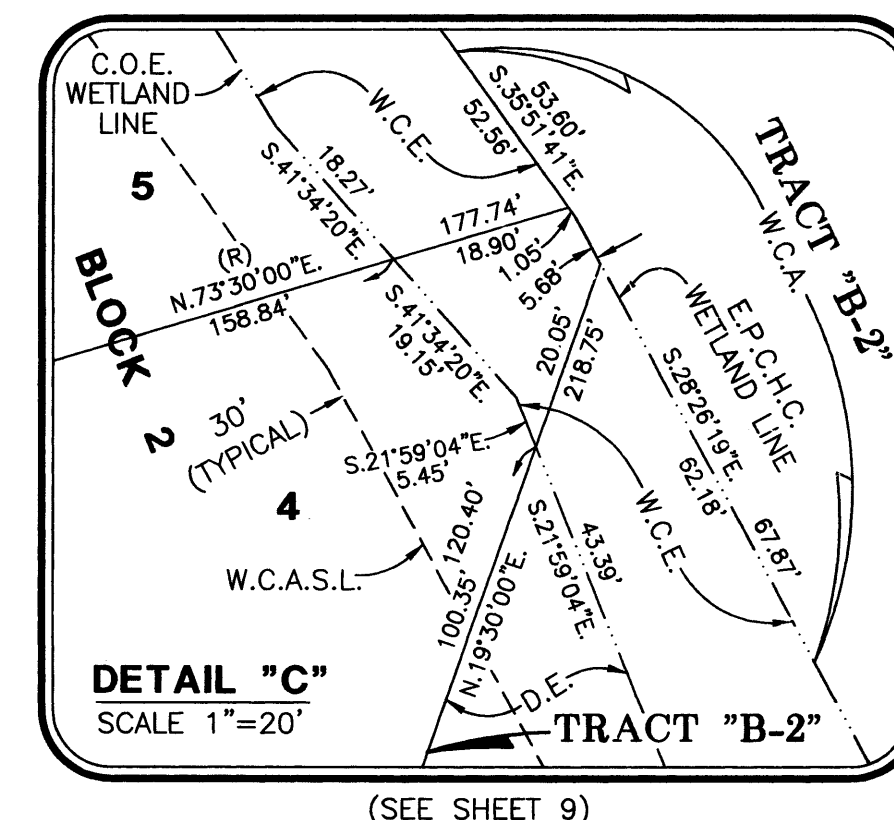 C.O.E.
WETLAND
LINE
5
W.C.E.
53.60'
S.35°51'41"E.
52.56'
TRACT "B-2"
W.C.A.
18.27'
S.41°34'20"E.
177.74'
18.90'
(R)
N.73°30'00"E.
158.84'
1.05'
5.68'
BLOCK 2
S.41°34'20"E.
19.15'
20.05'
218.75'
E.P.C.H.C.
WETLAND LINE
S.28°26'19"E.
62.18'
67.87'
30'
(TYPICAL)
S.21°59'04"E.
5.45'
4
W.C.A.S.L.
120.40'
100.35'
N.19°30'00"E.
S.21°59'04"E.
43.39'
W.C.E.
D.E.
DETAIL "C"
SCALE 1"=20'
TRACT "B-2"
(SEE SHEET 9)